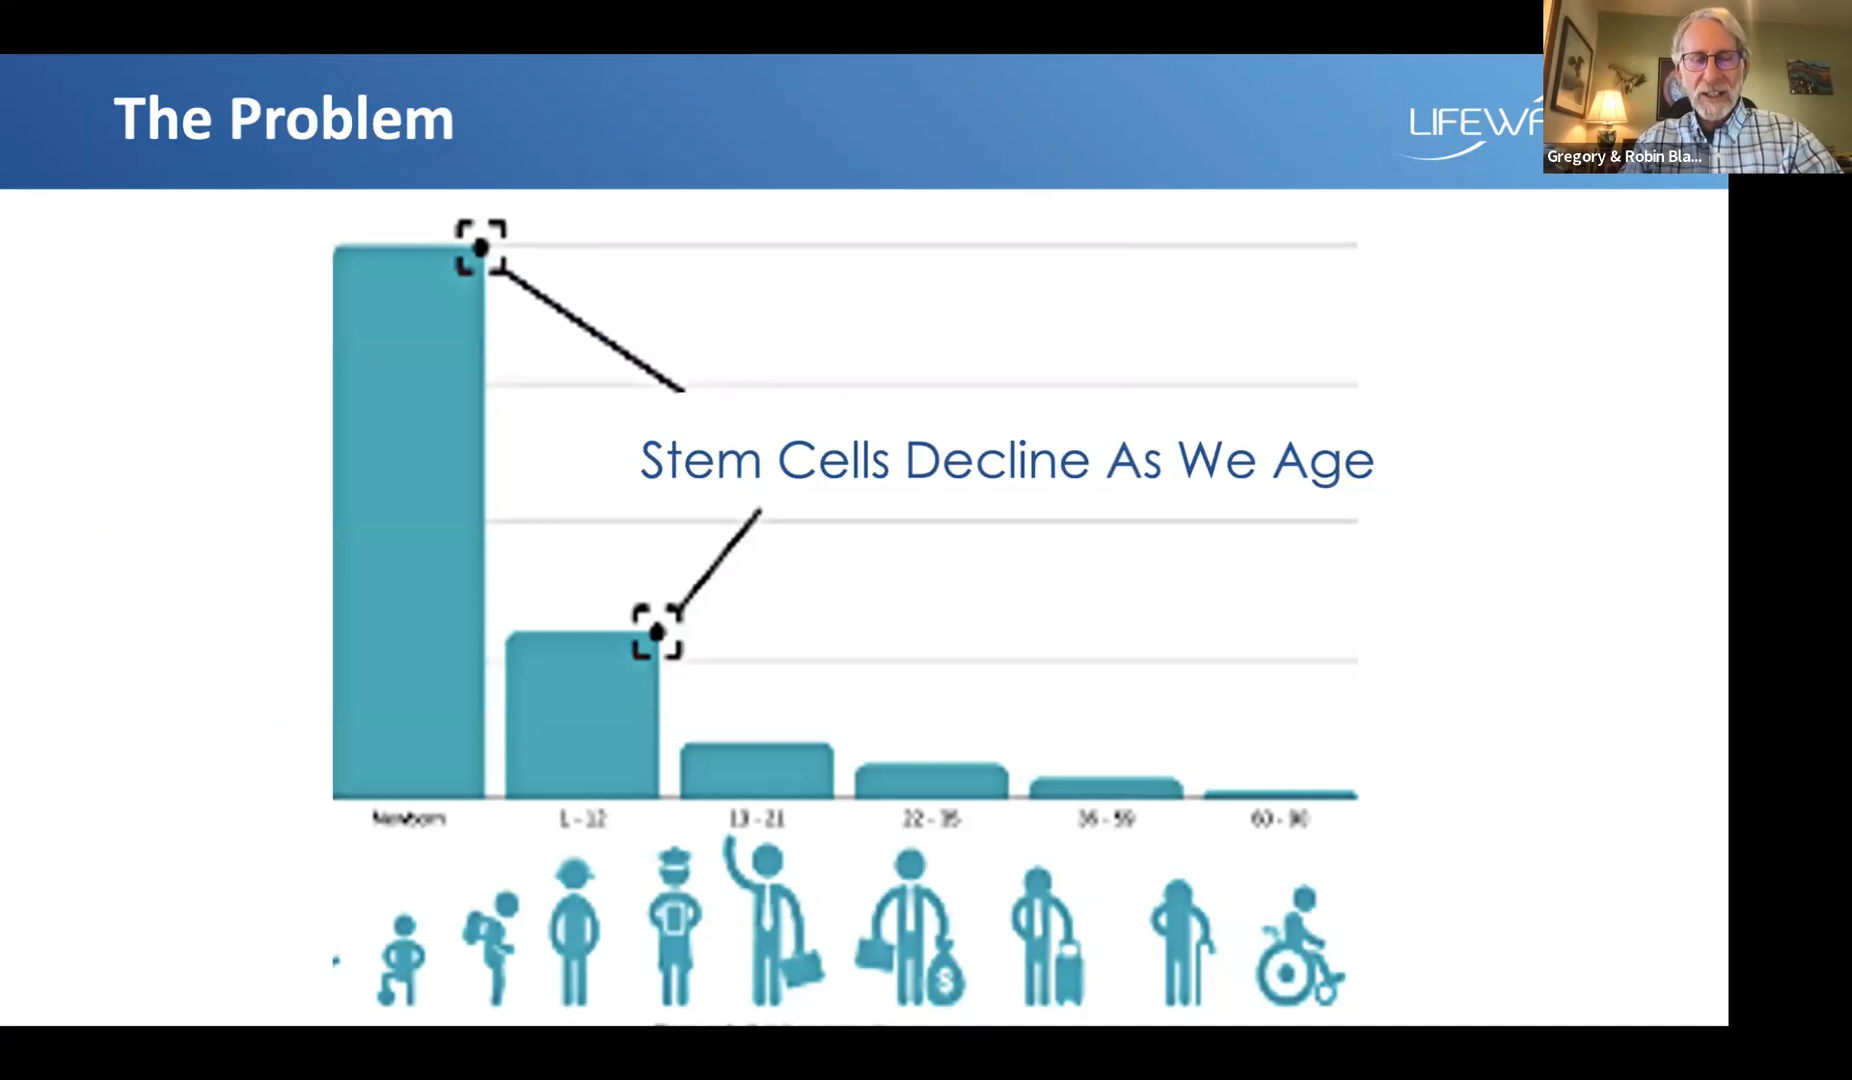 The Problem
LIFEWA
Gregory & Robin Bla...
Stem Cells Decline As We Age
Newborn
1 - 12
13 - 21
22 - 35
36 - 59
60 - 90
$